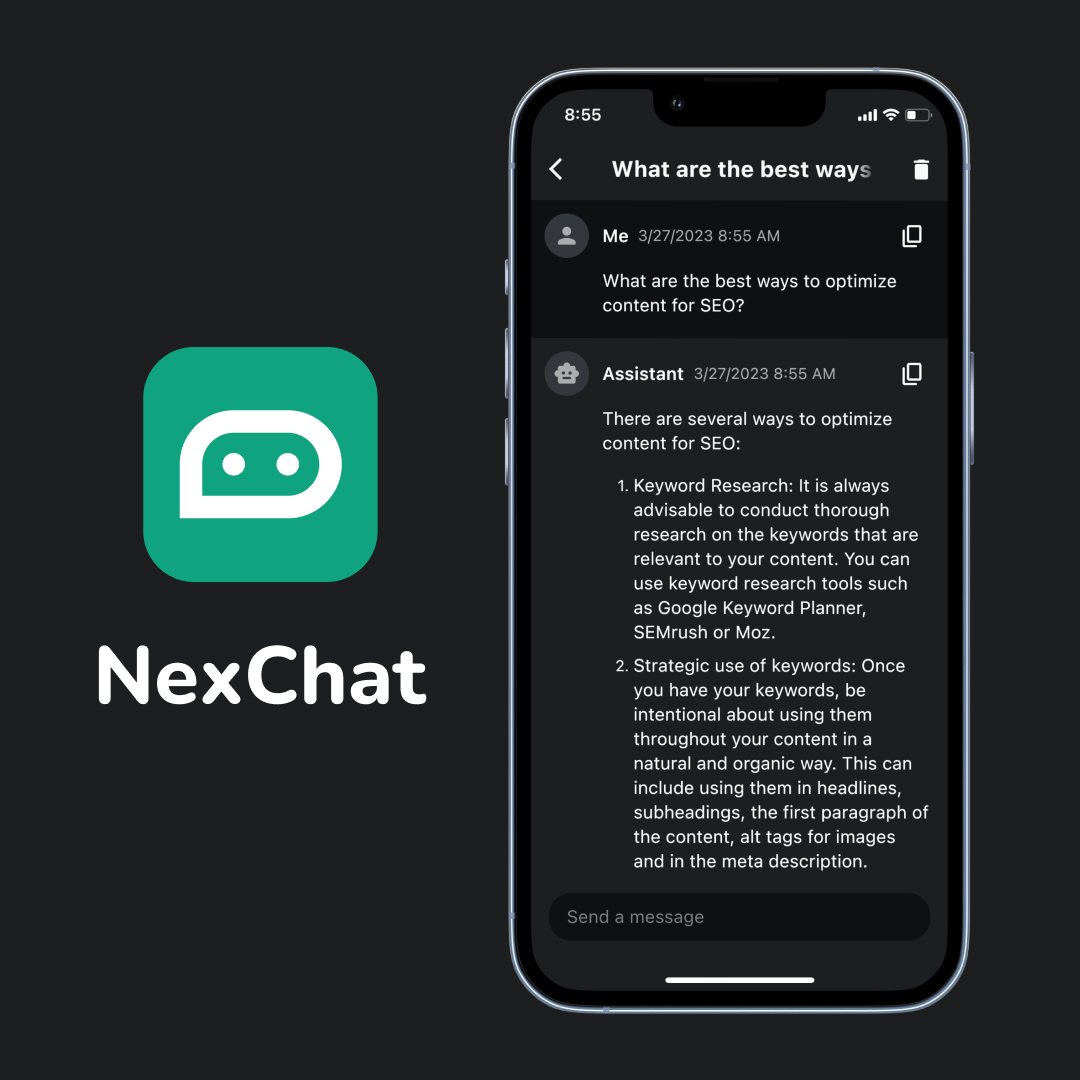 NexChat
8:55
What are the best ways
Me 3/27/2023 8:55 AM
What are the best ways to optimize
content for SEO?
Assistant 3/27/2023 8:55 AM
There are several ways to optimize
content for SEO:
1. Keyword Research: It is always
advisable to conduct thorough
research on the keywords that are
relevant to your content. You can
use keyword research tools such
as Google Keyword Planner,
SEMrush or Moz.
2. Strategic use of keywords: Once
you have your keywords, be
intentional about using them
throughout your content in a
natural and organic way. This can
include using them in headlines,
subheadings, the first paragraph of
the content, alt tags for images
and in the meta description.
Send a message